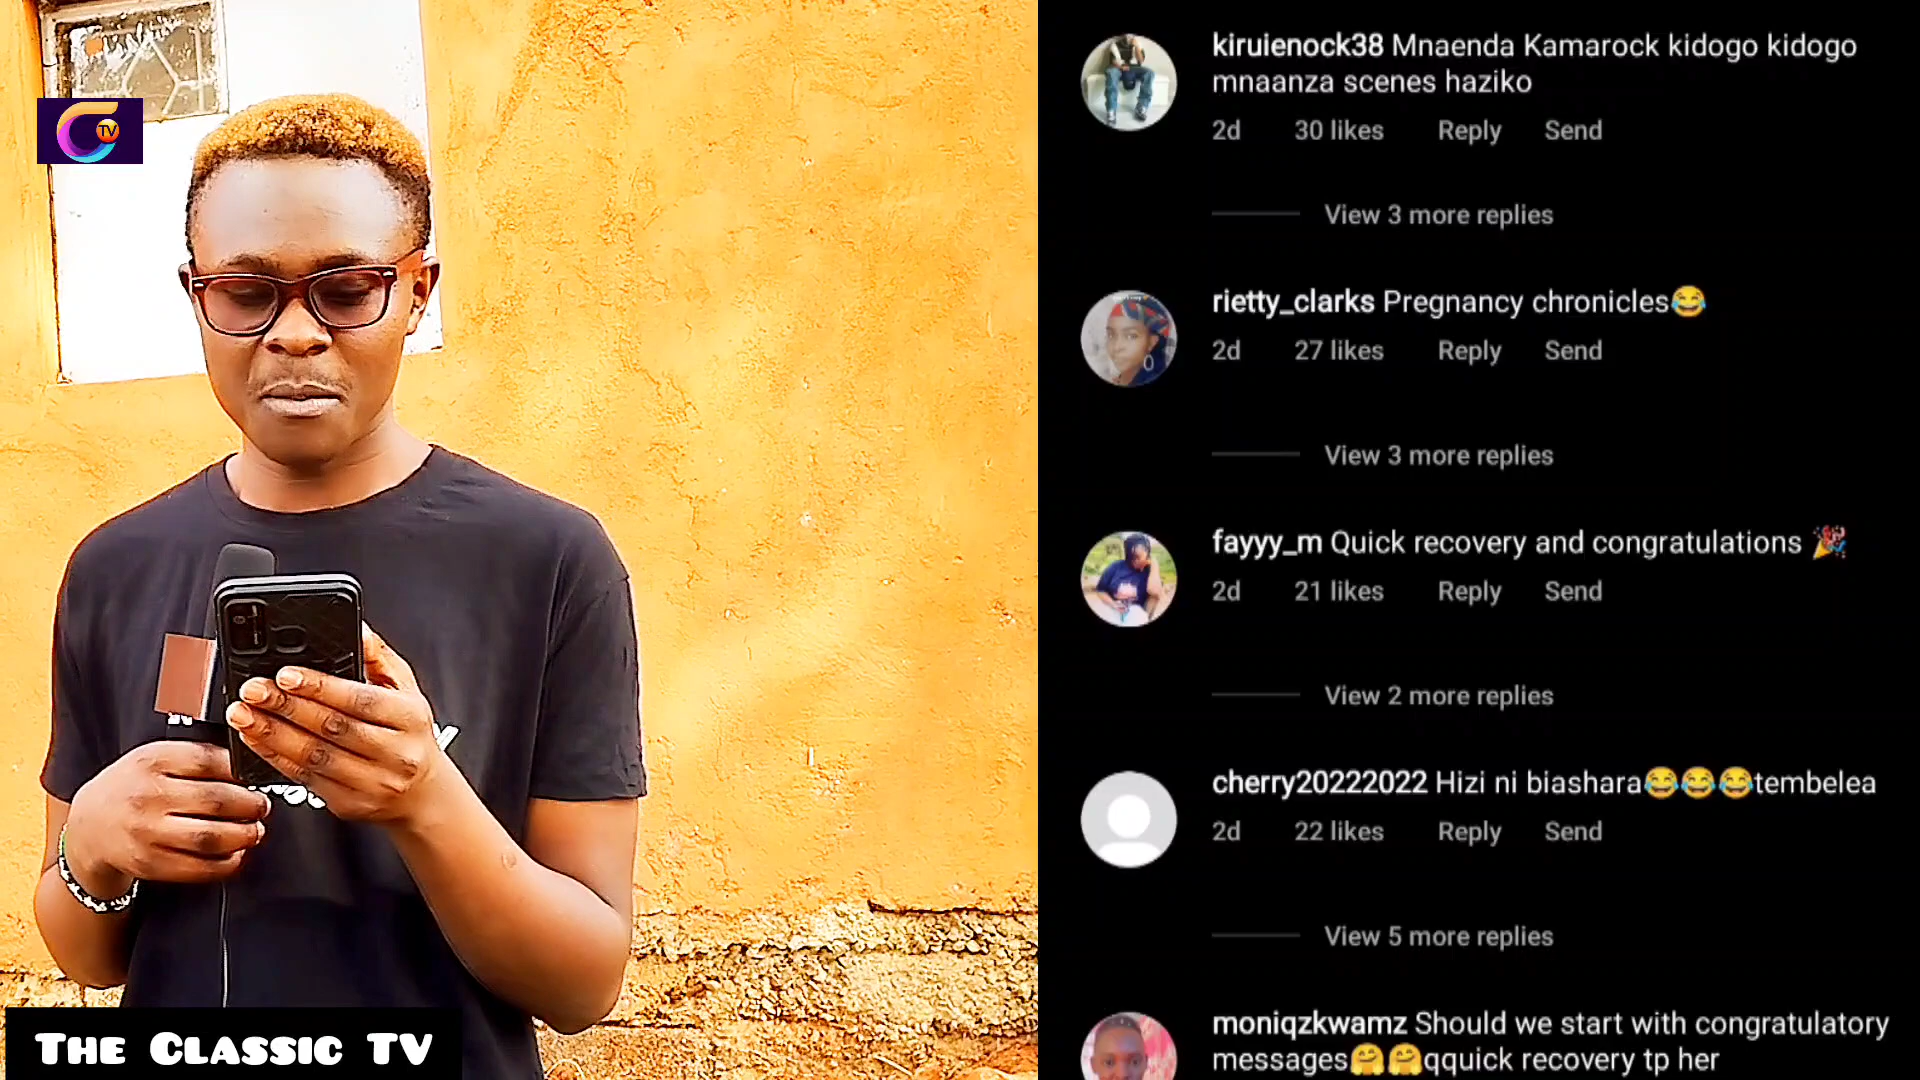 TV
THE CLASSIC TV
kiruienock38 Mnaenda Kamarock kidogo kidogo
mnaanza scenes haziko
2d 30 likes Reply Send
View 3 more replies
rietty_clarks Pregnancy chronicles😂
2d 27 likes Reply Send
View 3 more replies
fayyy_m Quick recovery and congratulations 🎉
2d 21 likes Reply Send
View 2 more replies
cherry20222022 Hizi ni biashara😂😂😂tembelea
2d 22 likes Reply Send
View 5 more replies
moniqzkwamz Should we start with congratulatory
messages🤗🤗qquick recovery tp her